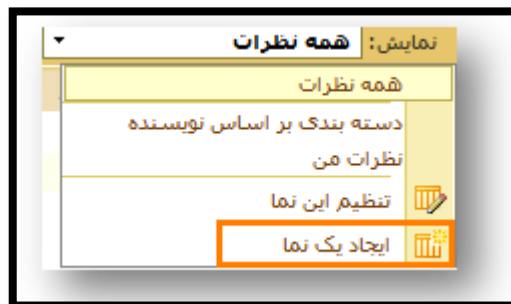 نمایش: همه نظرات
همه نظرات
دسته بندی بر اساس نویسنده
نظرات من
تنظیم این نما
ایجاد یک نما